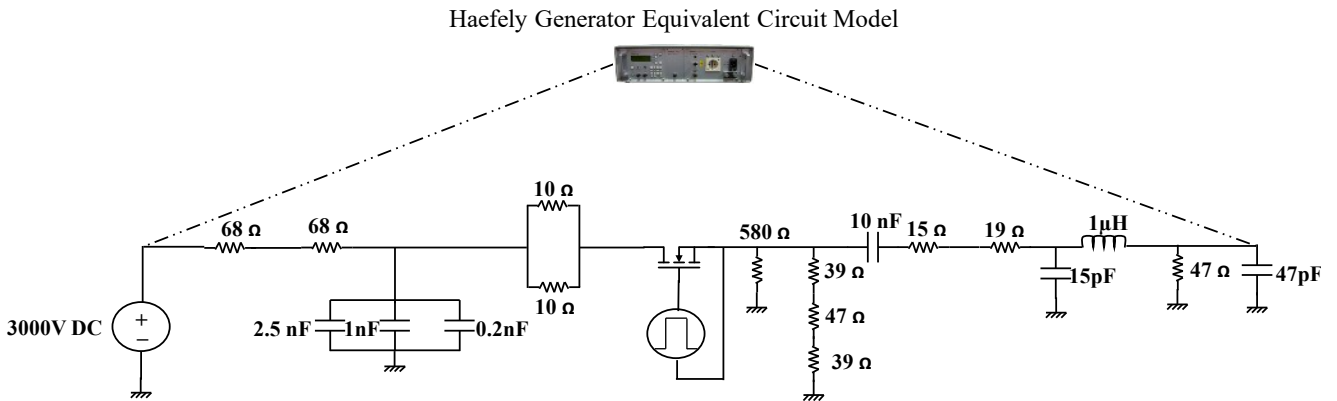 Haefely Generator Equivalent Circuit Model
10 Ω
68 Ω
68 Ω
10 Ω
580 Ω
10 nF
15 Ω
19 Ω
1µH
39 Ω
47 Ω
39 Ω
15pF
47 Ω
47pF
3000V DC
+
−
2.5 nF
1nF
0.2nF